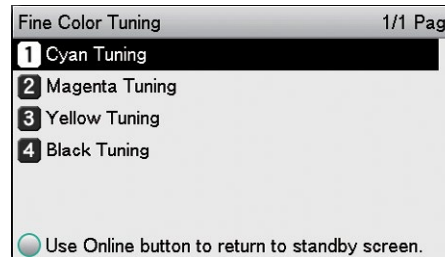 Fine Color Tuning 1/1 Pag
1 Cyan Tuning
2 Magenta Tuning
3 Yellow Tuning
4 Black Tuning
Use Online button to return to standby screen.